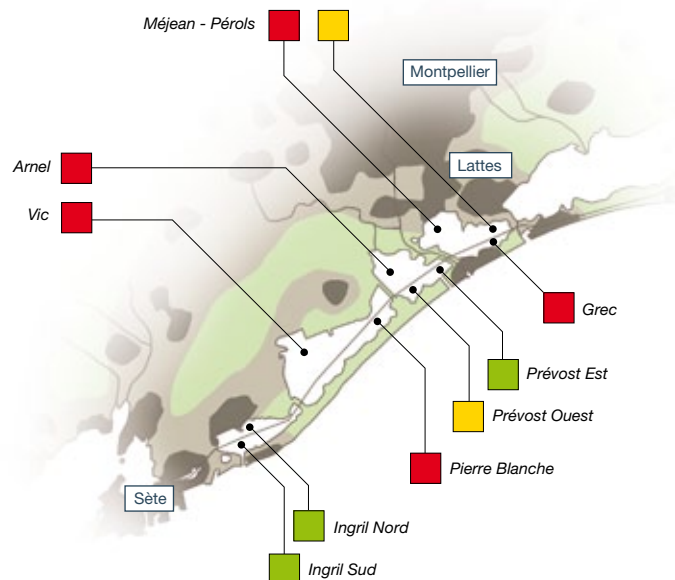 Méjean - Pérols
Montpellier
Lattes
Arnel
Vic
Grec
Prévost Est
Prévost Ouest
Pierre Blanche
Sète
Ingril Nord
Ingril Sud